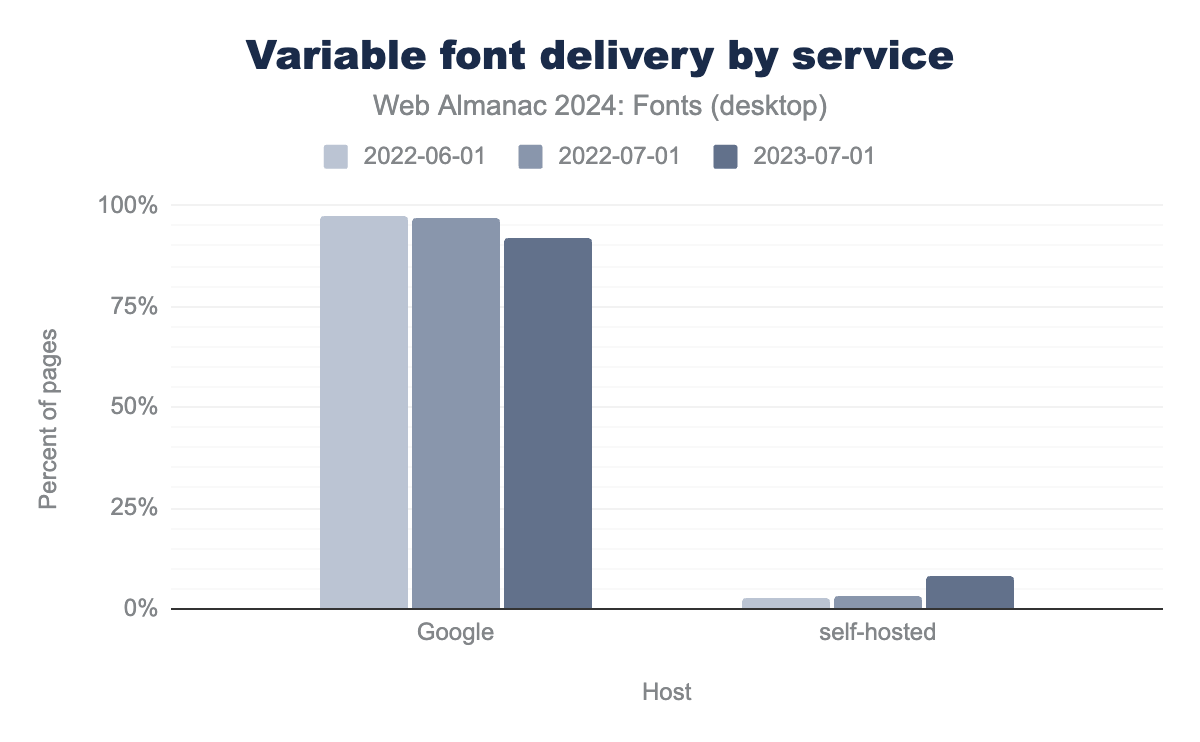 Variable font delivery by service
Web Almanac 2024: Fonts (desktop)
2022-06-01 2022-07-01 2023-07-01
100%
75%
50%
25%
0%
Percent of pages
Google self-hosted
Host